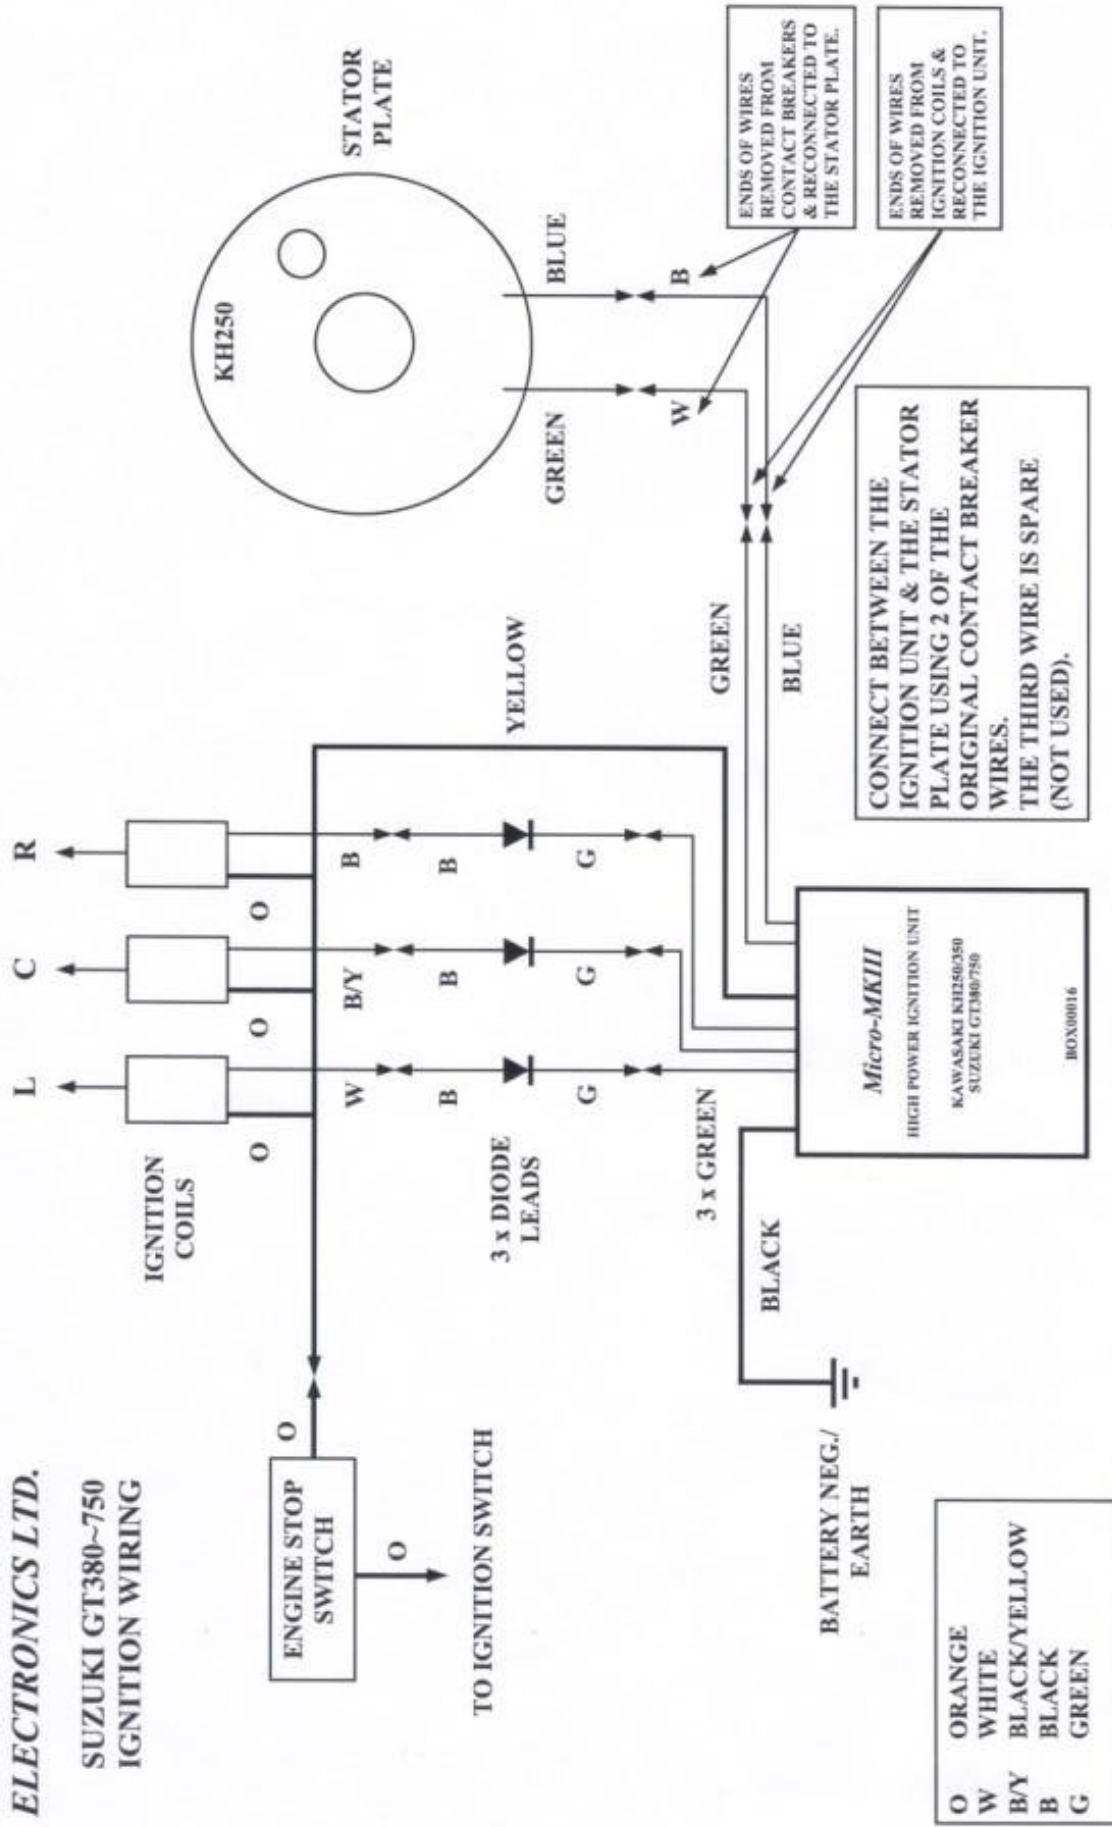 ELECTRONICS LTD.
SUZUKI GT380~750
IGNITION WIRING
L
C
R
IGNITION
COILS
O
O
O
W
B/Y
B
B
B
B
3 x DIODE
LEADS
G
G
G
3 x GREEN
YELLOW
ENGINE STOP
SWITCH
O
O
TO IGNITION SWITCH
BLACK
BATTERY NEG./
EARTH
Micro-MKIII
HIGH POWER IGNITION UNIT
KAWASAKI KH250/350
SUZUKI GT380/750
BOX00016
GREEN
BLUE
STATOR
PLATE
KH250
GREEN
BLUE
W
B
ENDS OF WIRES
REMOVED FROM
CONTACT BREAKERS
& RECONNECTED TO
THE STATOR PLATE.
ENDS OF WIRES
REMOVED FROM
IGNITION COILS &
RECONNECTED TO
THE IGNITION UNIT.
CONNECT BETWEEN THE
IGNITION UNIT & THE STATOR
PLATE USING 2 OF THE
ORIGINAL CONTACT BREAKER
WIRES.
THE THIRD WIRE IS SPARE
(NOT USED).
O ORANGE
W WHITE
B/Y BLACK/YELLOW
B BLACK
G GREEN